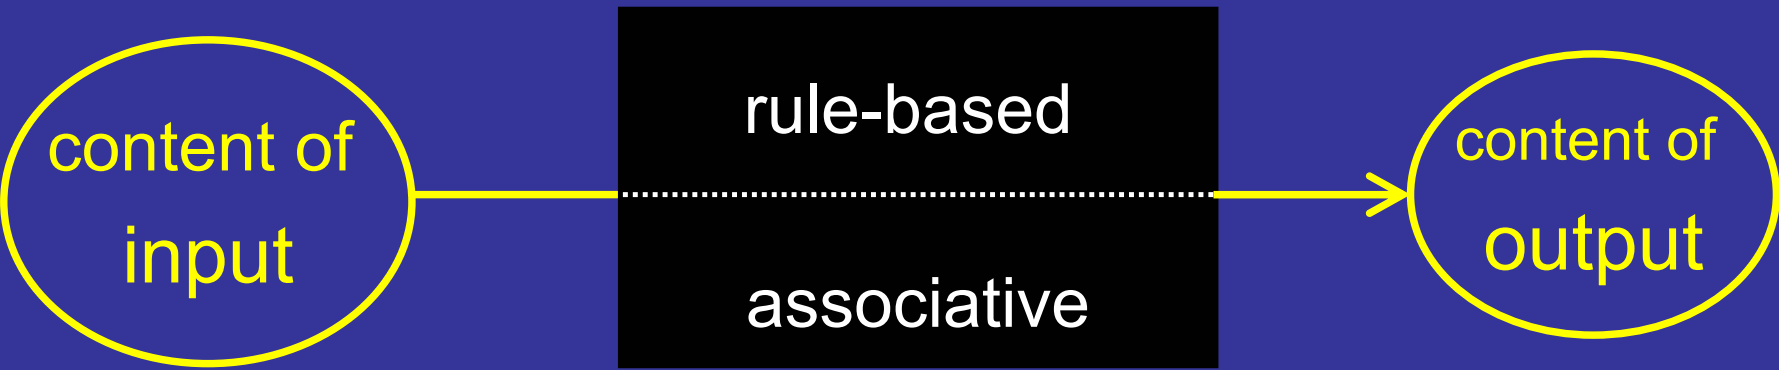 content of
input
rule-based
associative
content of
output